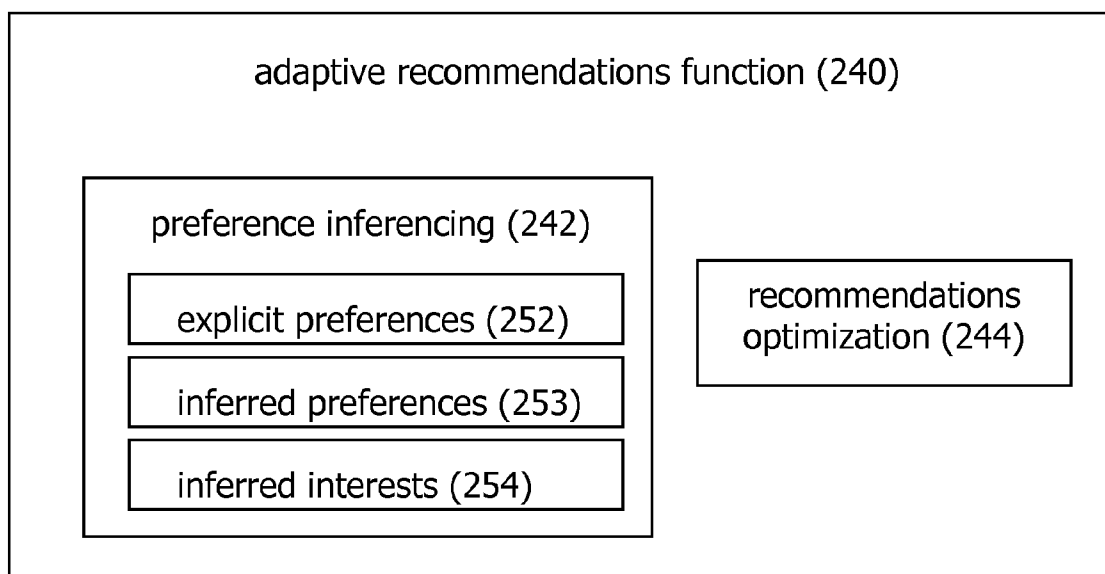 adaptive recommendations function (240)
preference inferencing (242)
explicit preferences (252)
inferred preferences (253)
inferred interests (254)
recommendations
optimization (244)